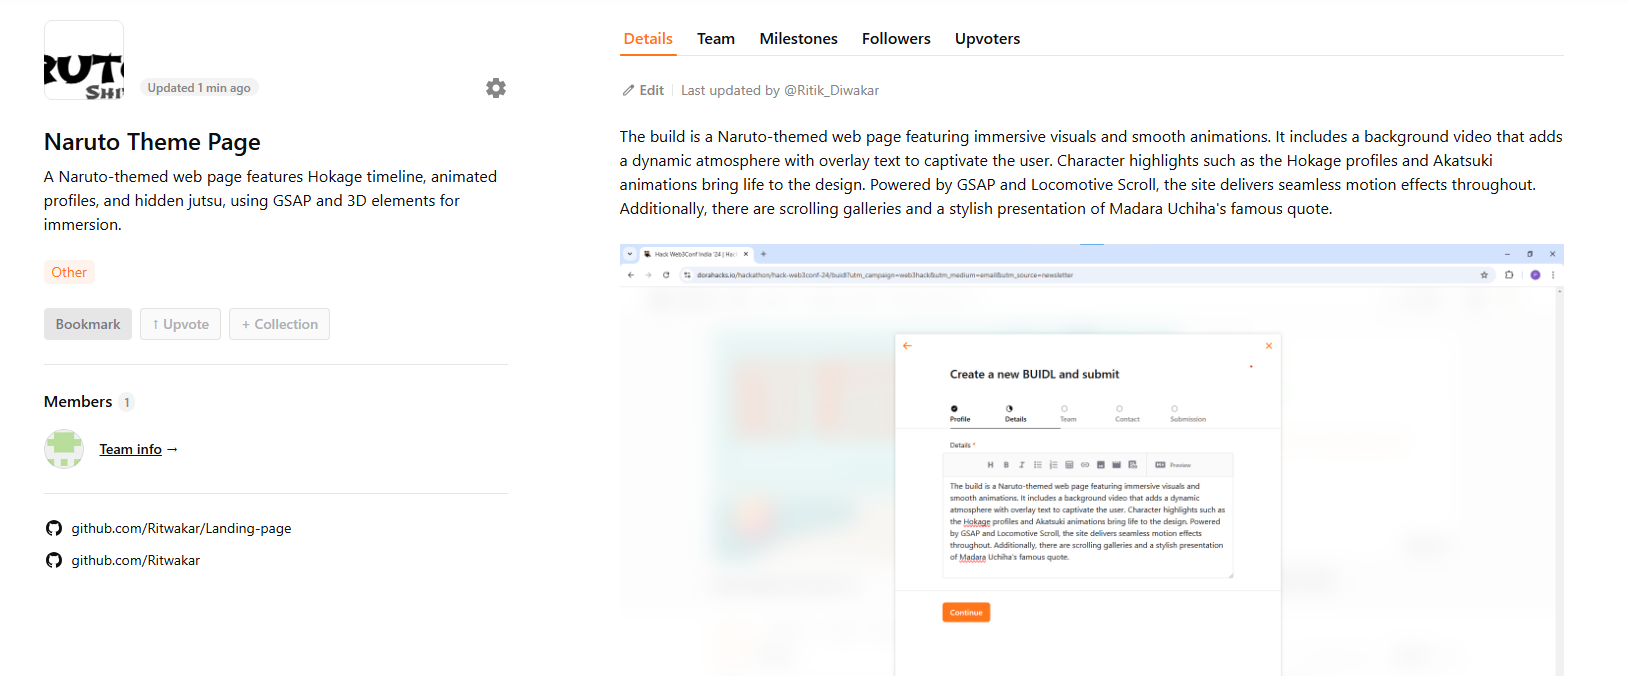 RUTO
SHI
Updated 1 min ago
Naruto Theme Page
A Naruto-themed web page features Hokage timeline, animated
profiles, and hidden jutsu, using GSAP and 3D elements for
immersion.
Other
Bookmark
↑ Upvote
+ Collection
Members 1
Team info →
github.com/Ritwakar/Landing-page
github.com/Ritwakar
Details Team Milestones Followers Upvoters
Edit Last updated by @Ritik_Diwakar
The build is a Naruto-themed web page featuring immersive visuals and smooth animations. It includes a background video that adds
a dynamic atmosphere with overlay text to captivate the user. Character highlights such as the Hokage profiles and Akatsuki
animations bring life to the design. Powered by GSAP and Locomotive Scroll, the site delivers seamless motion effects throughout.
Additionally, there are scrolling galleries and a stylish presentation of Madara Uchiha's famous quote.
Hack Web3Conf India '24 | Hac
dorahacks.io/hackathon/hack-web3conf-24/buidl?utm_campaign=web3hack&utm_medium=email&utm_source=newsletter
Create a new BUIDL and submit
Profile Details Team Contact Submission
Details *
H B I Preview
The build is a Naruto-themed web page featuring immersive visuals and
smooth animations. It includes a background video that adds a dynamic
atmosphere with overlay text to captivate the user. Character highlights such as
the Hokage profiles and Akatsuki animations bring life to the design. Powered
by GSAP and Locomotive Scroll, the site delivers seamless motion effects
throughout. Additionally, there are scrolling galleries and a stylish presentation
of Madara Uchiha's famous quote.
Continue